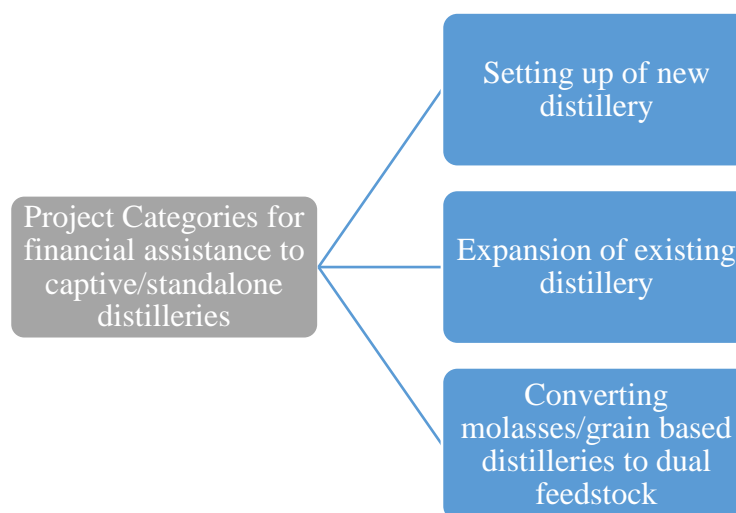 Project Categories for
financial assistance to
captive/standalone
distilleries
Setting up of new
distillery
Expansion of existing
distillery
Converting
molasses/grain based
distilleries to dual
feedstock